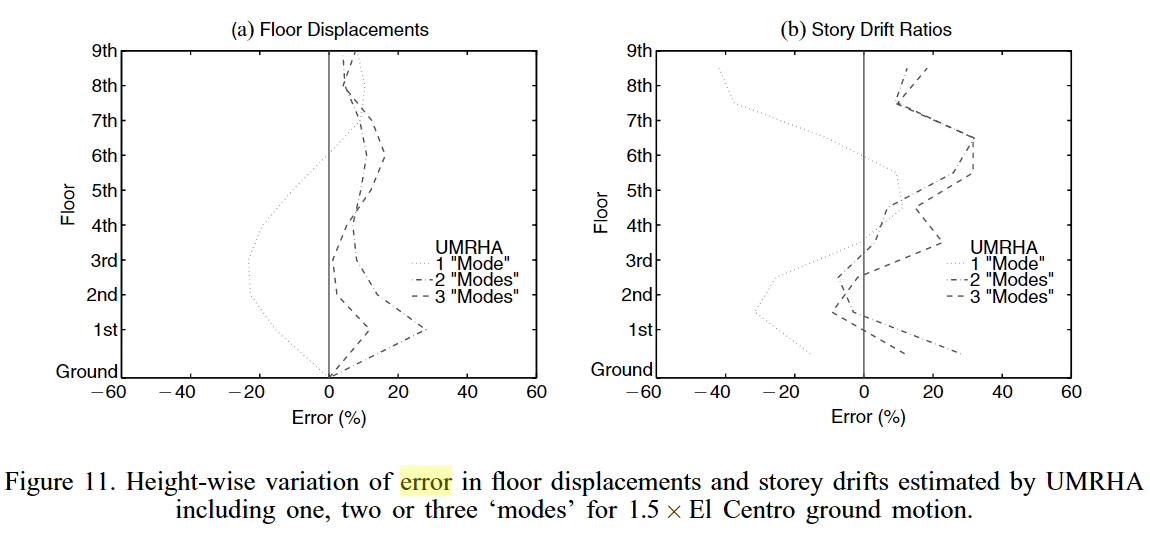 (a) Floor Displacements
9th
8th
7th
6th
5th
4th
3rd
2nd
1st
Ground
Floor
UMRHA
1 "Mode"
2 "Modes"
3 "Modes"
−60 −40 −20 0 20 40 60
Error (%)
(b) Story Drift Ratios
9th
8th
7th
6th
5th
4th
3rd
2nd
1st
Ground
Floor
UMRHA
1 "Mode"
2 "Modes"
3 "Modes"
−60 −40 −20 0 20 40 60
Error (%)
Figure 11. Height-wise variation of error in floor displacements and storey drifts estimated by UMRHA
including one, two or three ‘modes’ for 1.5 × El Centro ground motion.